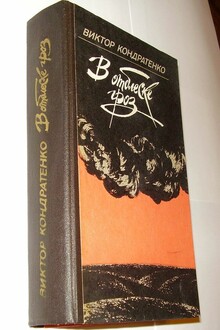 ВИКТОР КОНДРАТЕНКО
В отблеске
гроз
ВИКТОР КОНДРАТЕНКО В отблеске гроз